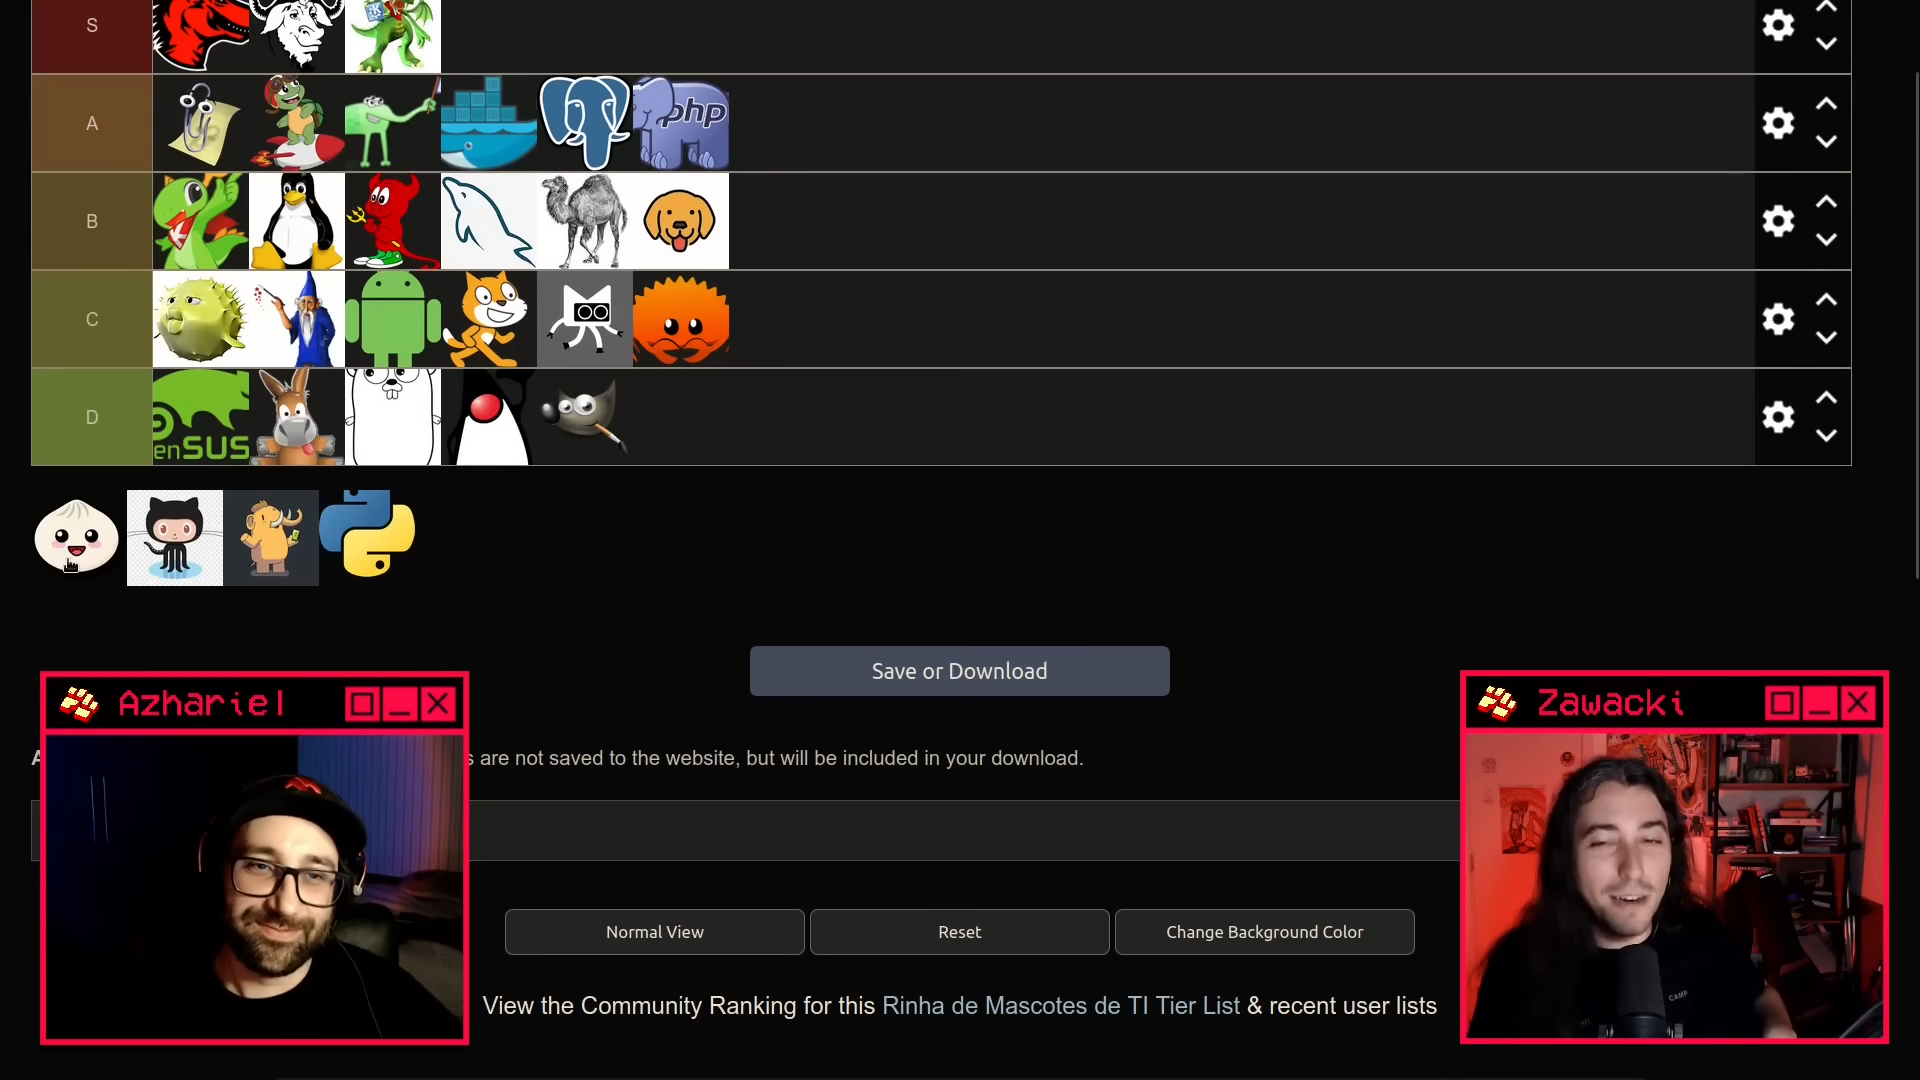 S
A
php
B
C
D
enSUS
Save or Download
Azhariel
Zawacki
A
s are not saved to the website, but will be included in your download.
Normal View
Reset
Change Background Color
CAMP
View the Community Ranking for this Rinha de Mascotes de TI Tier List & recent user lists